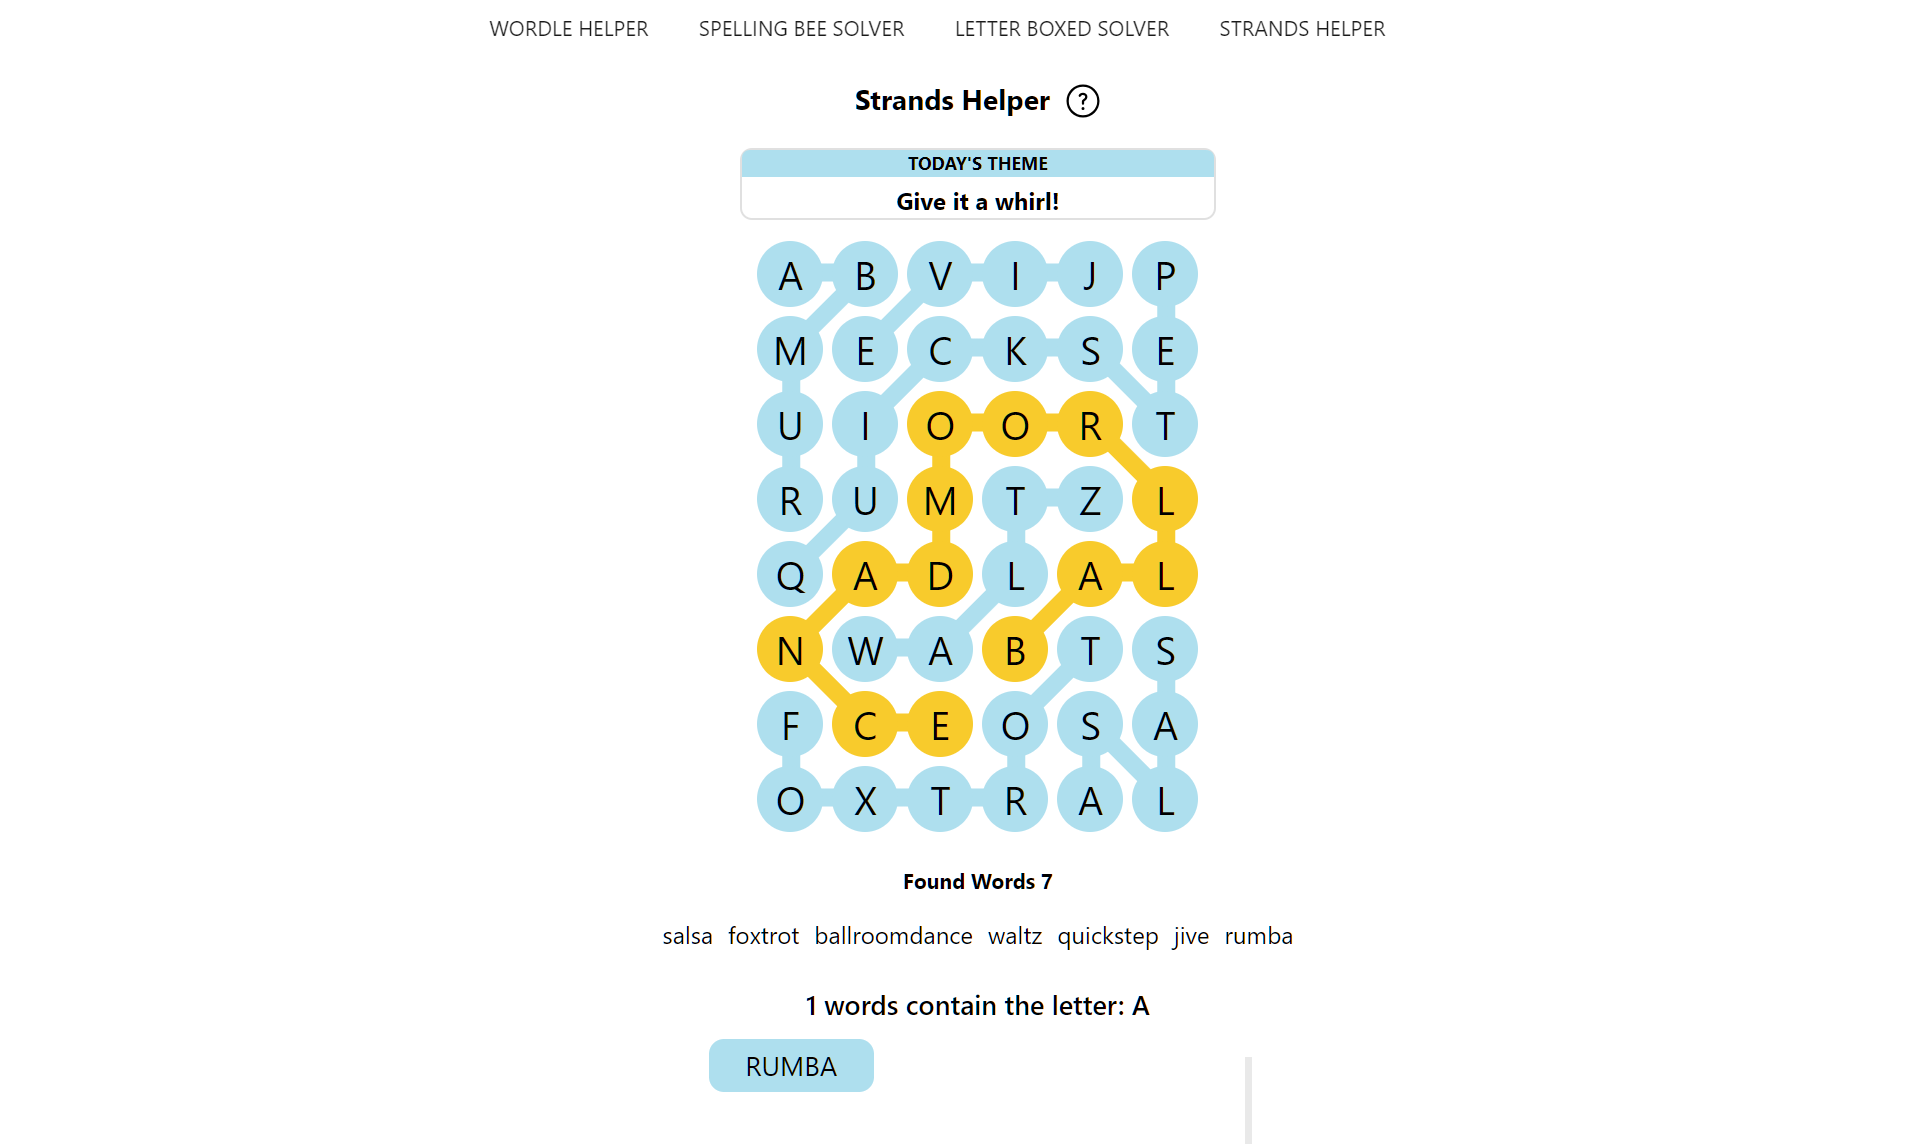 WORDLE HELPER SPELLING BEE SOLVER LETTER BOXED SOLVER STRANDS HELPER
Strands Helper ?
TODAY'S THEME
Give it a whirl!
A B V I J P
M E C K S E
U I O O R T
R U M T Z L
Q A D L A L
N W A B T S
F C E O S A
O X T R A L
Found Words 7
salsa foxtrot ballroomdance waltz quickstep jive rumba
1 words contain the letter: A
RUMBA